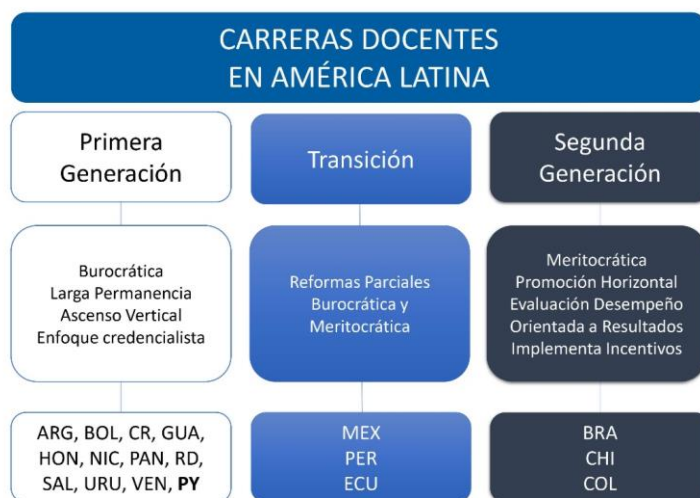 CARRERAS DOCENTES
EN AMÉRICA LATINA
Primera
Generación
Transición
Segunda
Generación
Burocrática
Larga Permanencia
Ascenso Vertical
Enfoque credencialista
Reformas Parciales
Burocrática y
Meritocrática
Meritocrática
Promoción Horizontal
Evaluación Desempeño
Orientada a Resultados
Implementa Incentivos
ARG, BOL, CR, GUA,
HON, NIC, PAN, RD,
SAL, URU, VEN, PY
MEX
PER
ECU
BRA
CHI
COL